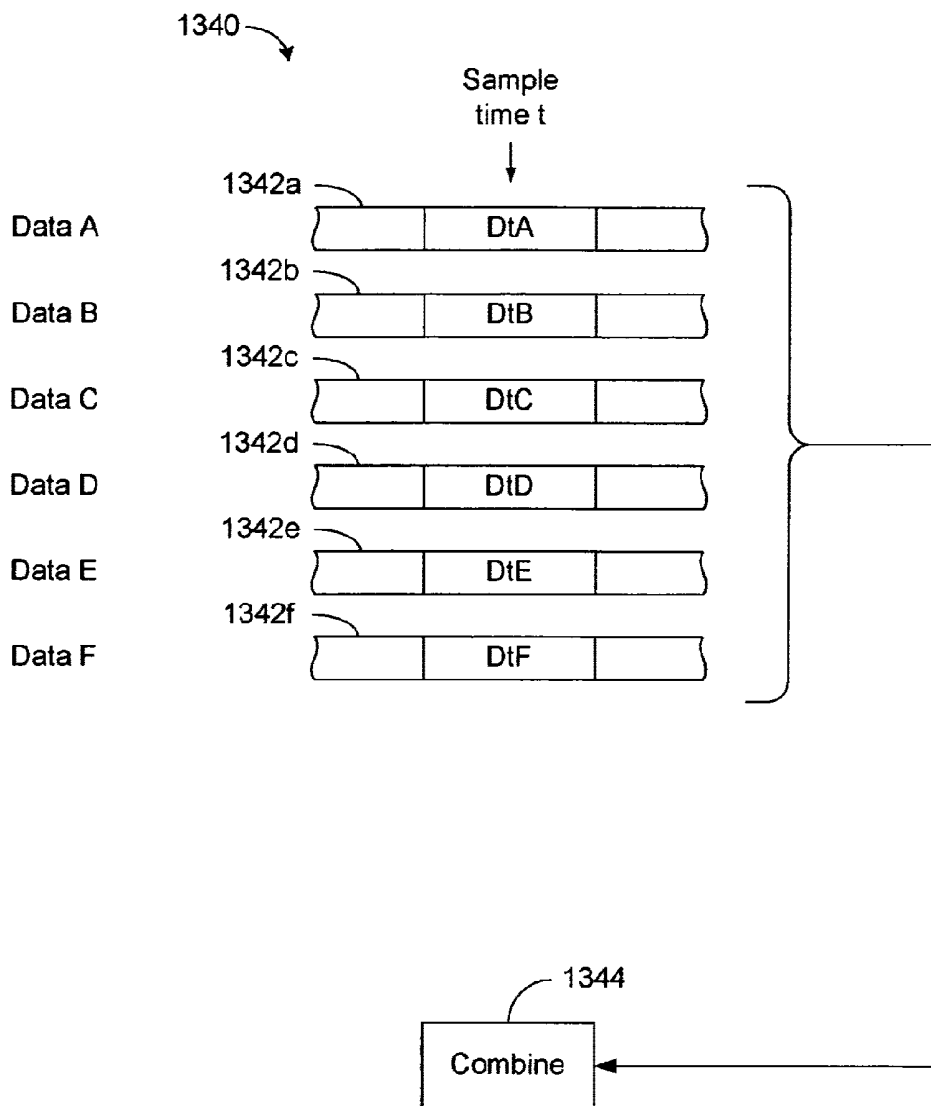 1340
Sample
time t
1342a
Data A
DtA
1342b
Data B
DtB
1342c
Data C
DtC
1342d
Data D
DtD
1342e
Data E
DtE
1342f
Data F
DtF
1344
Combine